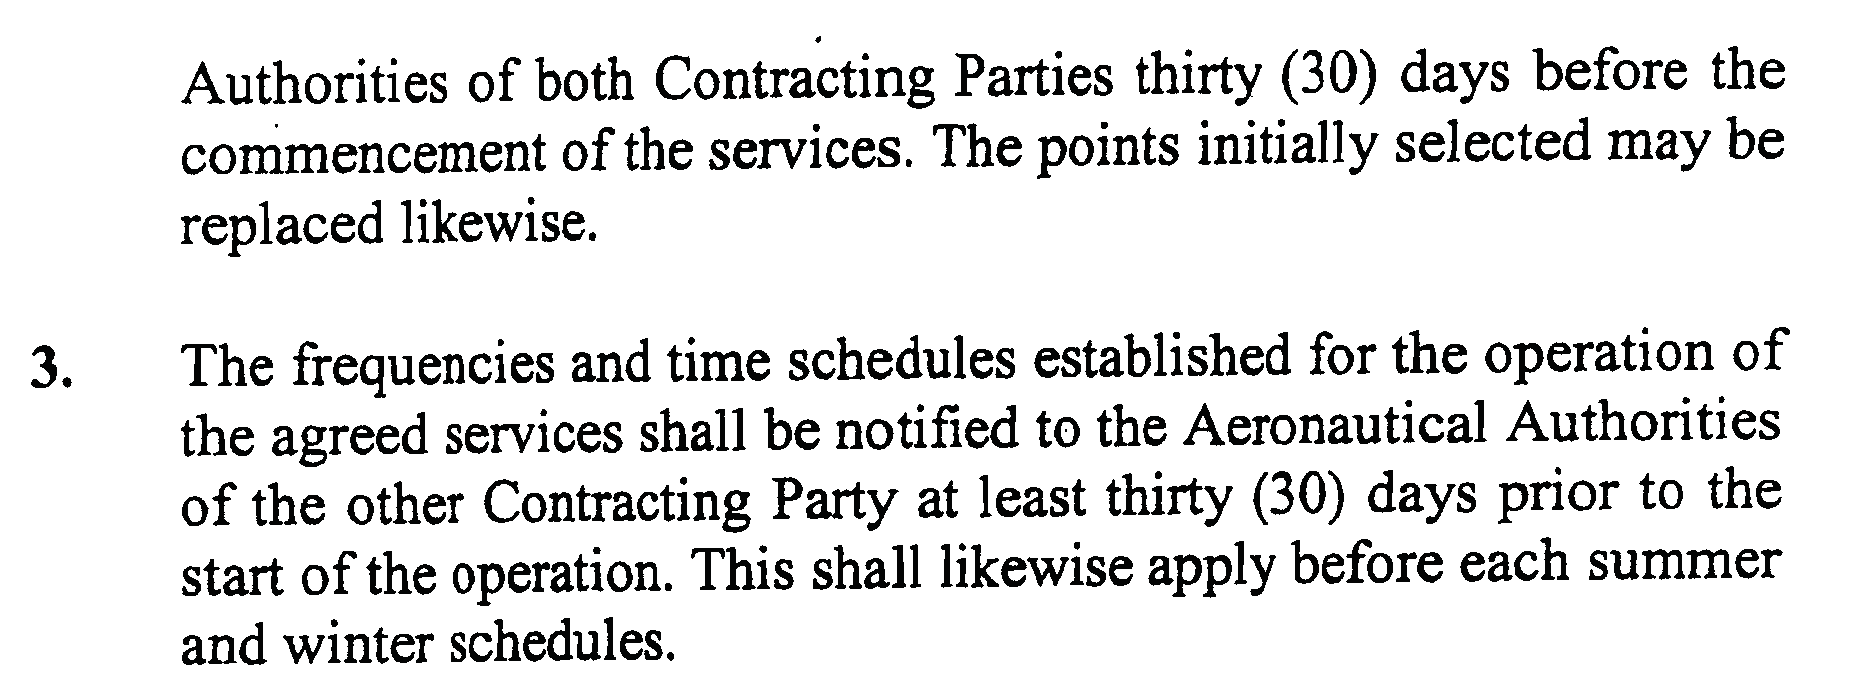 Authorities of both Contracting Parties thirty (30) days before the
commencement of the services. The points initially selected may be
replaced likewise.
3. The frequencies and time schedules established for the operation of
the agreed services shall be notified to the Aeronautical Authorities
of the other Contracting Party at least thirty (30) days prior to the
start of the operation. This shall likewise apply before each summer
and winter schedules.